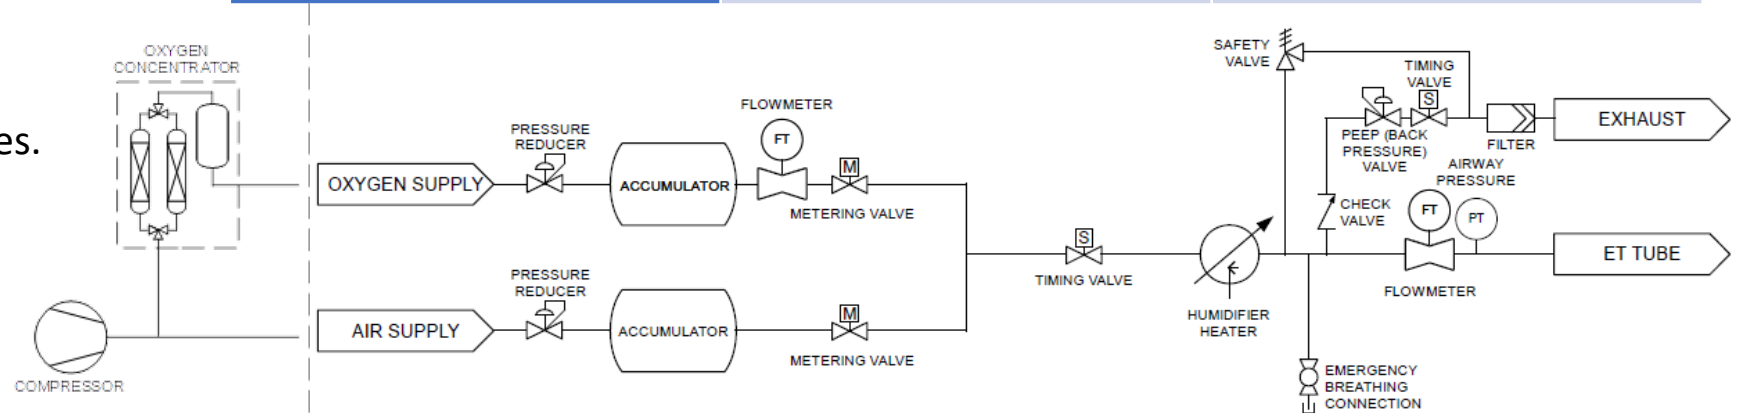 es.
OXYGEN
CONCENTRATOR
COMPRESSOR
OXYGEN SUPPLY
PRESSURE
REDUCER
ACCUMULATOR
FLOWMETER
FT
M
METERING VALVE
AIR SUPPLY
PRESSURE
REDUCER
ACCUMULATOR
M
METERING VALVE
S
TIMING VALVE
HUMIDIFIER
HEATER
SAFETY
VALVE
TIMING
VALVE
S
PEEP (BACK
PRESSURE)
VALVE
FILTER
EXHAUST
CHECK
VALVE
AIRWAY
PRESSURE
FT
PT
FLOWMETER
ET TUBE
EMERGENCY
BREATHING
CONNECTION